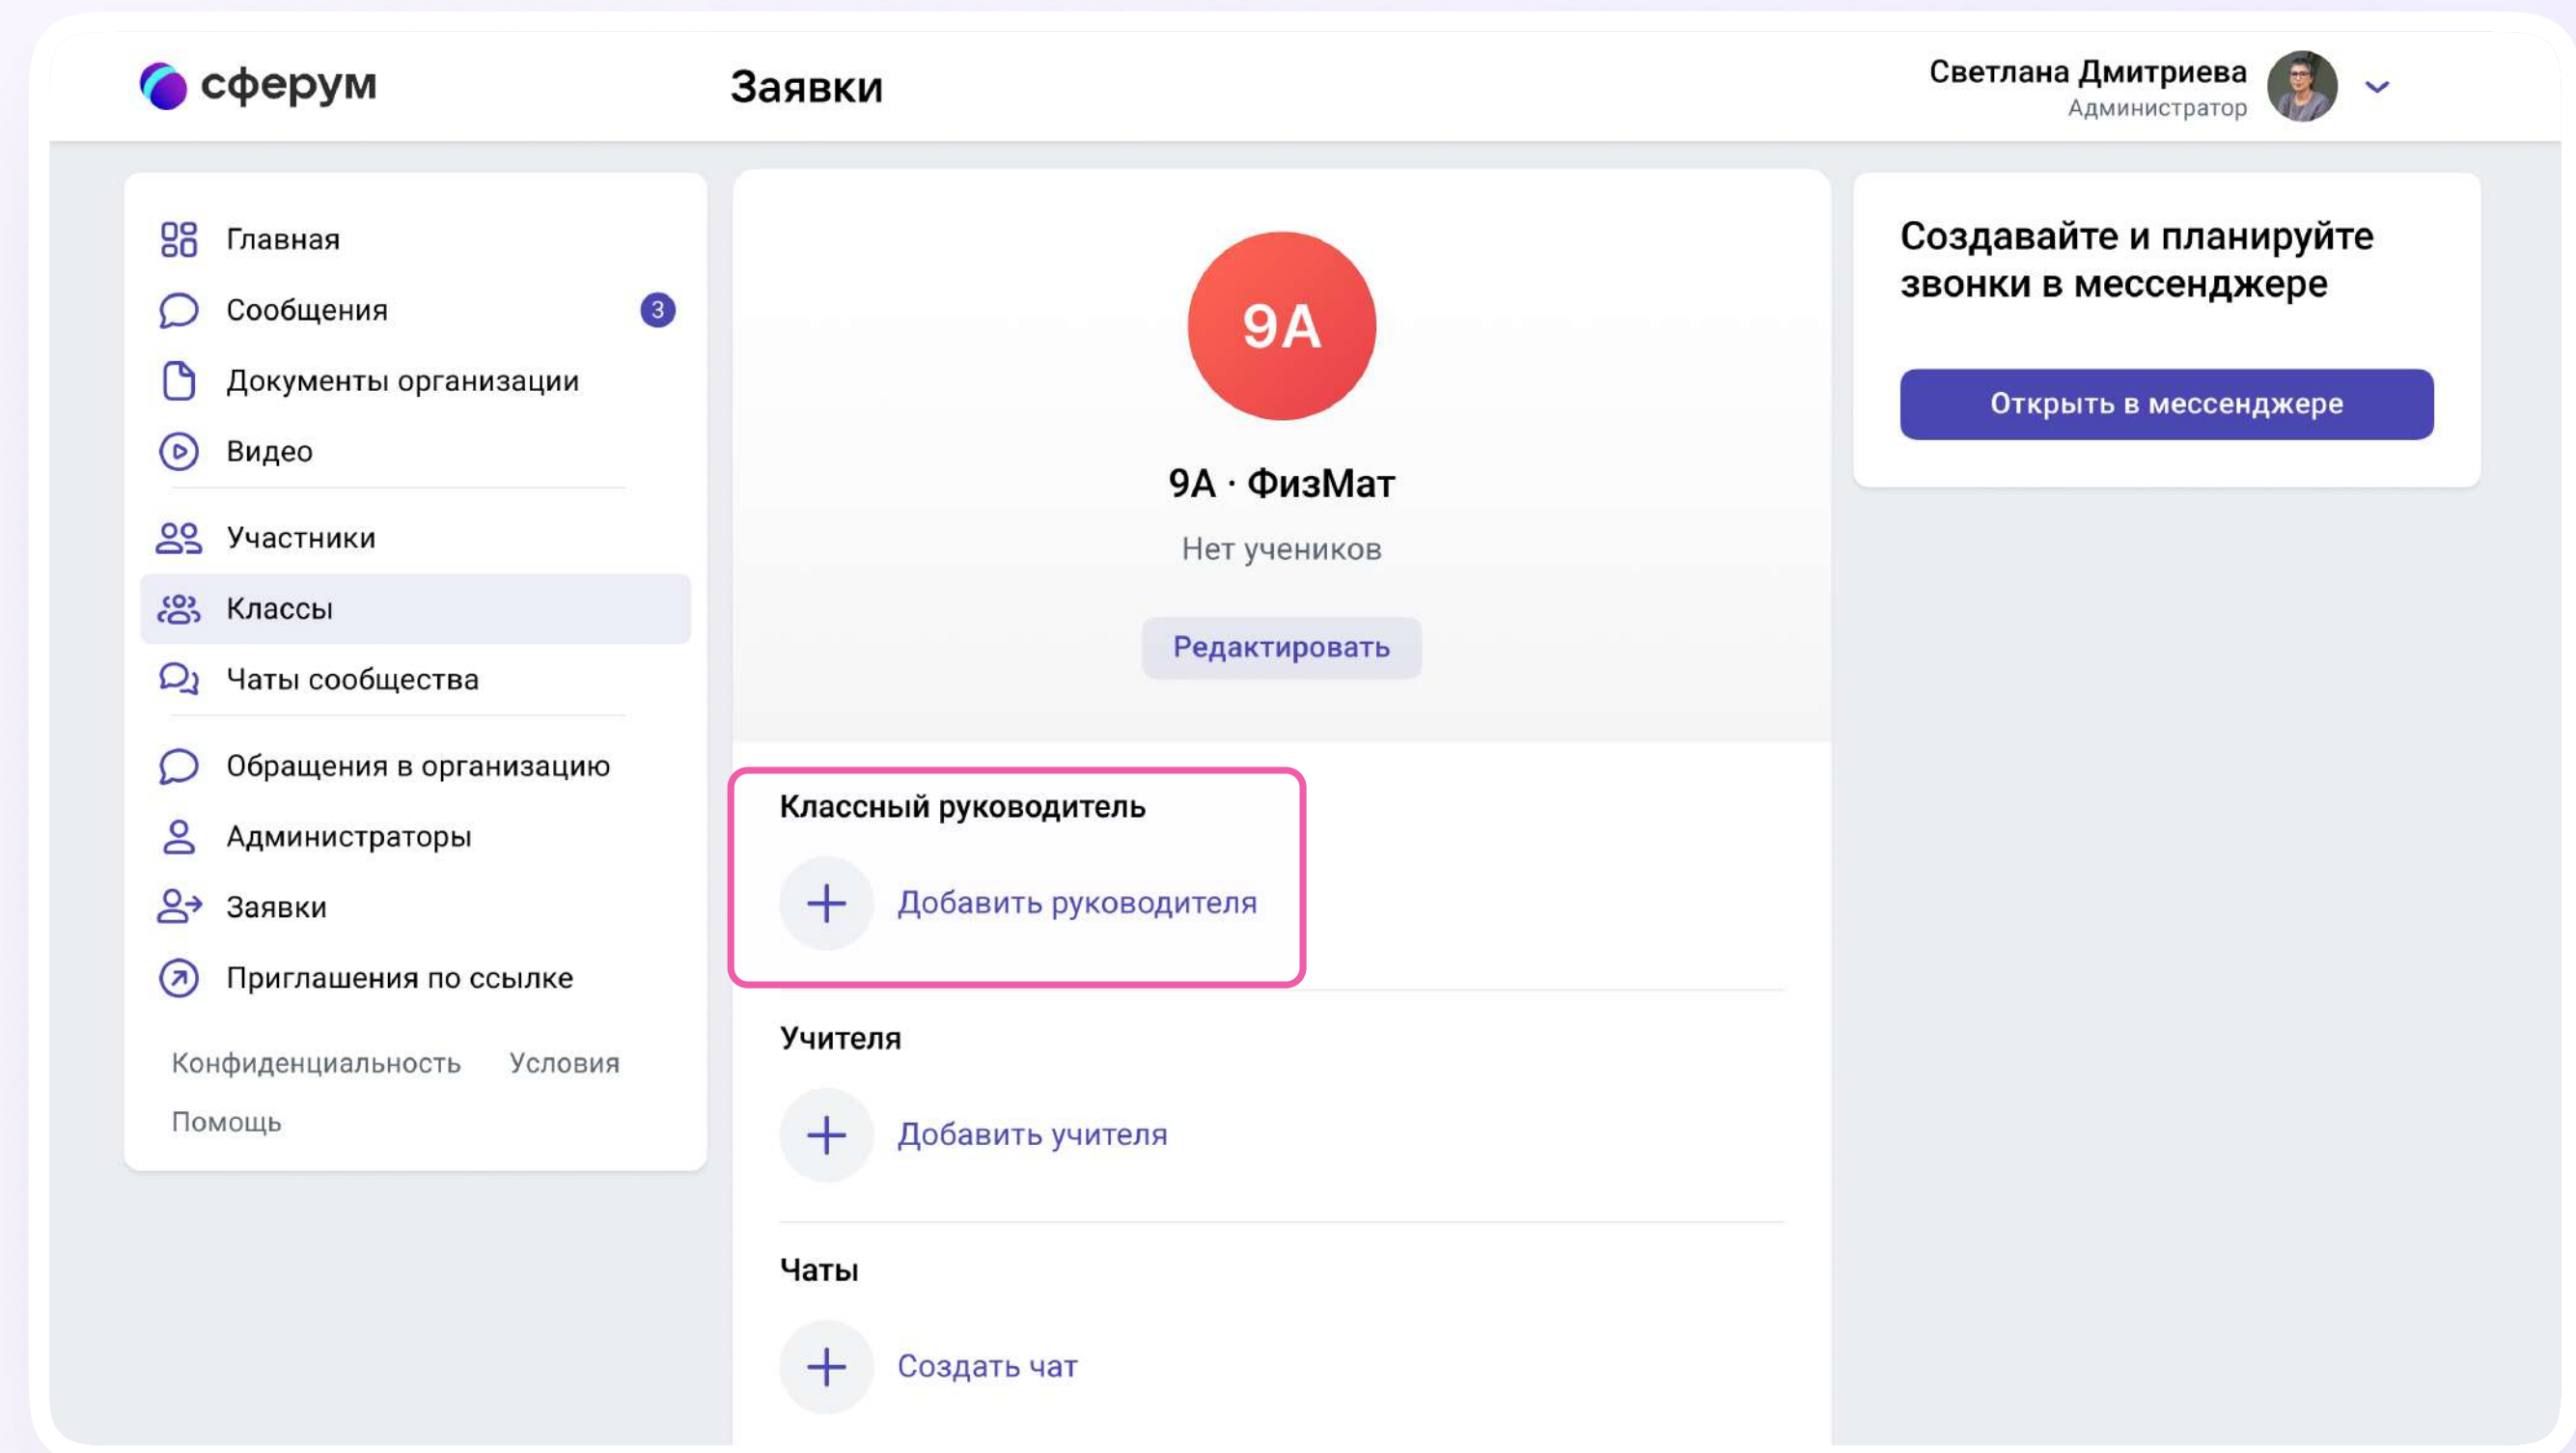 сферум
Заявки
Светлана Дмитриева
Администратор
Главная
Сообщения
3
Документы организации
Видео
Участники
Классы
Чаты сообщества
Обращения в организацию
Администраторы
Заявки
Приглашения по ссылке
Конфиденциальность Условия
Помощь
9А
9А · ФизМат
Нет учеников
Редактировать
Классный руководитель
Добавить руководителя
Учителя
Добавить учителя
Чаты
Создать чат
Создавайте и планируйте
звонки в мессенджере
Открыть в мессенджере